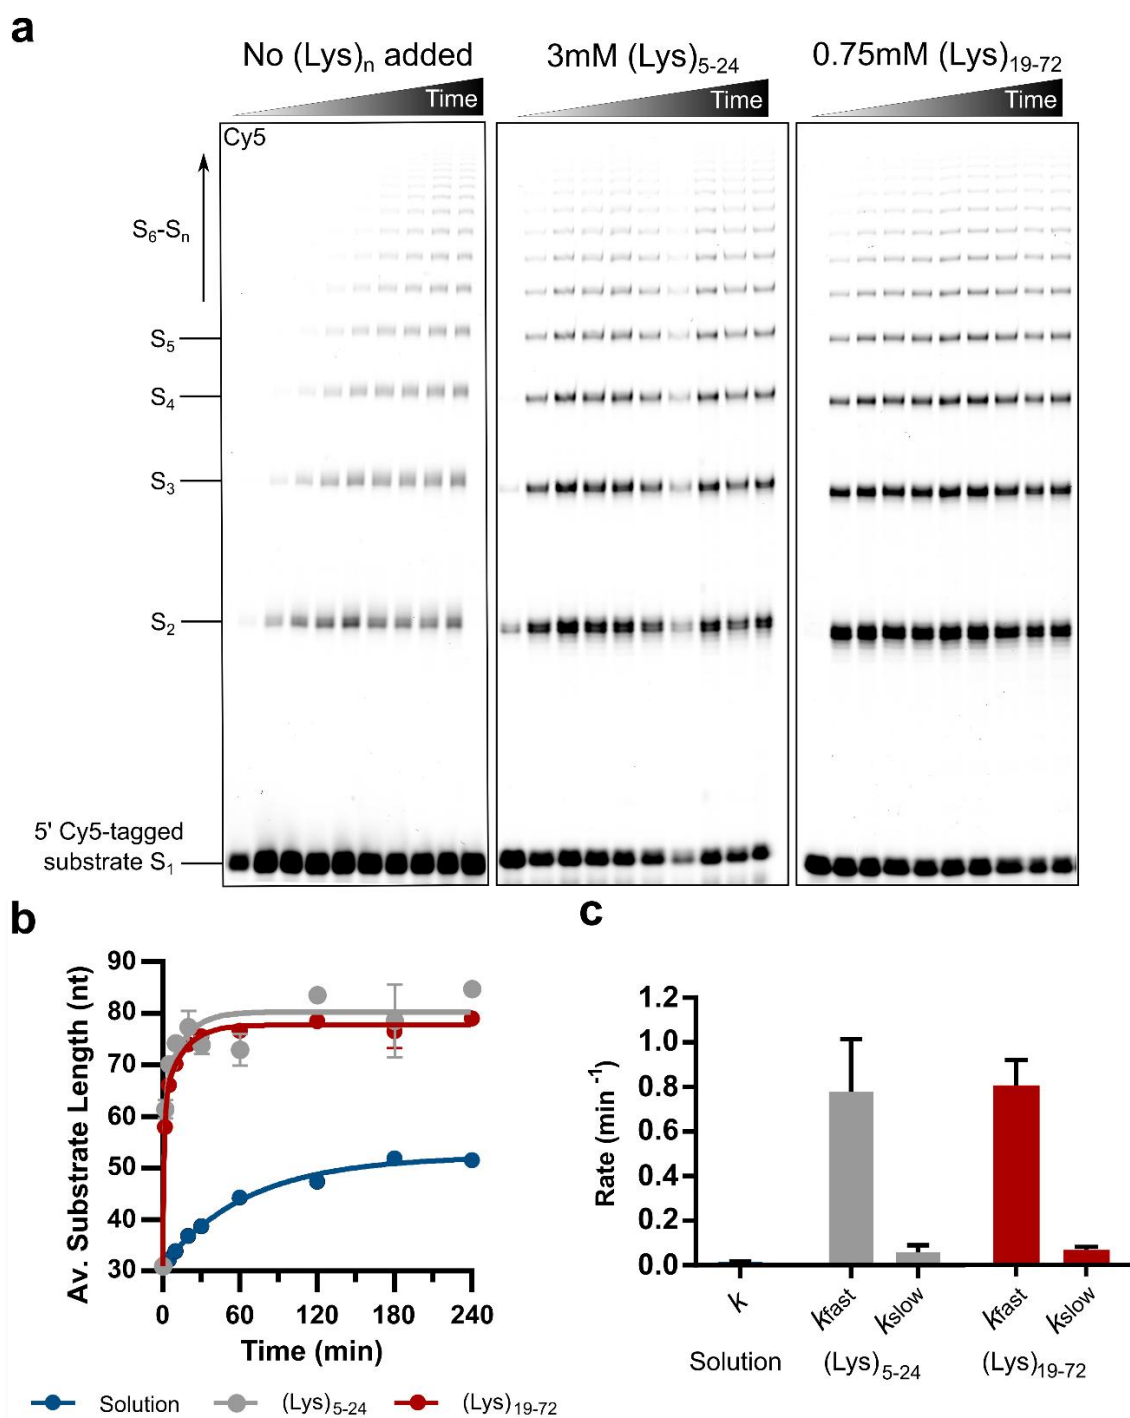 a
No (Lys)n added
3mM (Lys)5-24
0.75mM (Lys)19-72
Time
Time
Time
Cy5
S6-Sn
S5
S4
S3
S2
5' Cy5-tagged
substrate S1
b
Av. Substrate Length (nt)
90
80
70
60
50
40
30
0
60
120
180
240
Time (min)
Solution
(Lys)5-24
(Lys)19-72
c
Rate (min -1)
1.2
1.0
0.8
0.6
0.4
0.2
0.0
k
kfast
kslow
kfast
kslow
Solution
(Lys)5-24
(Lys)19-72